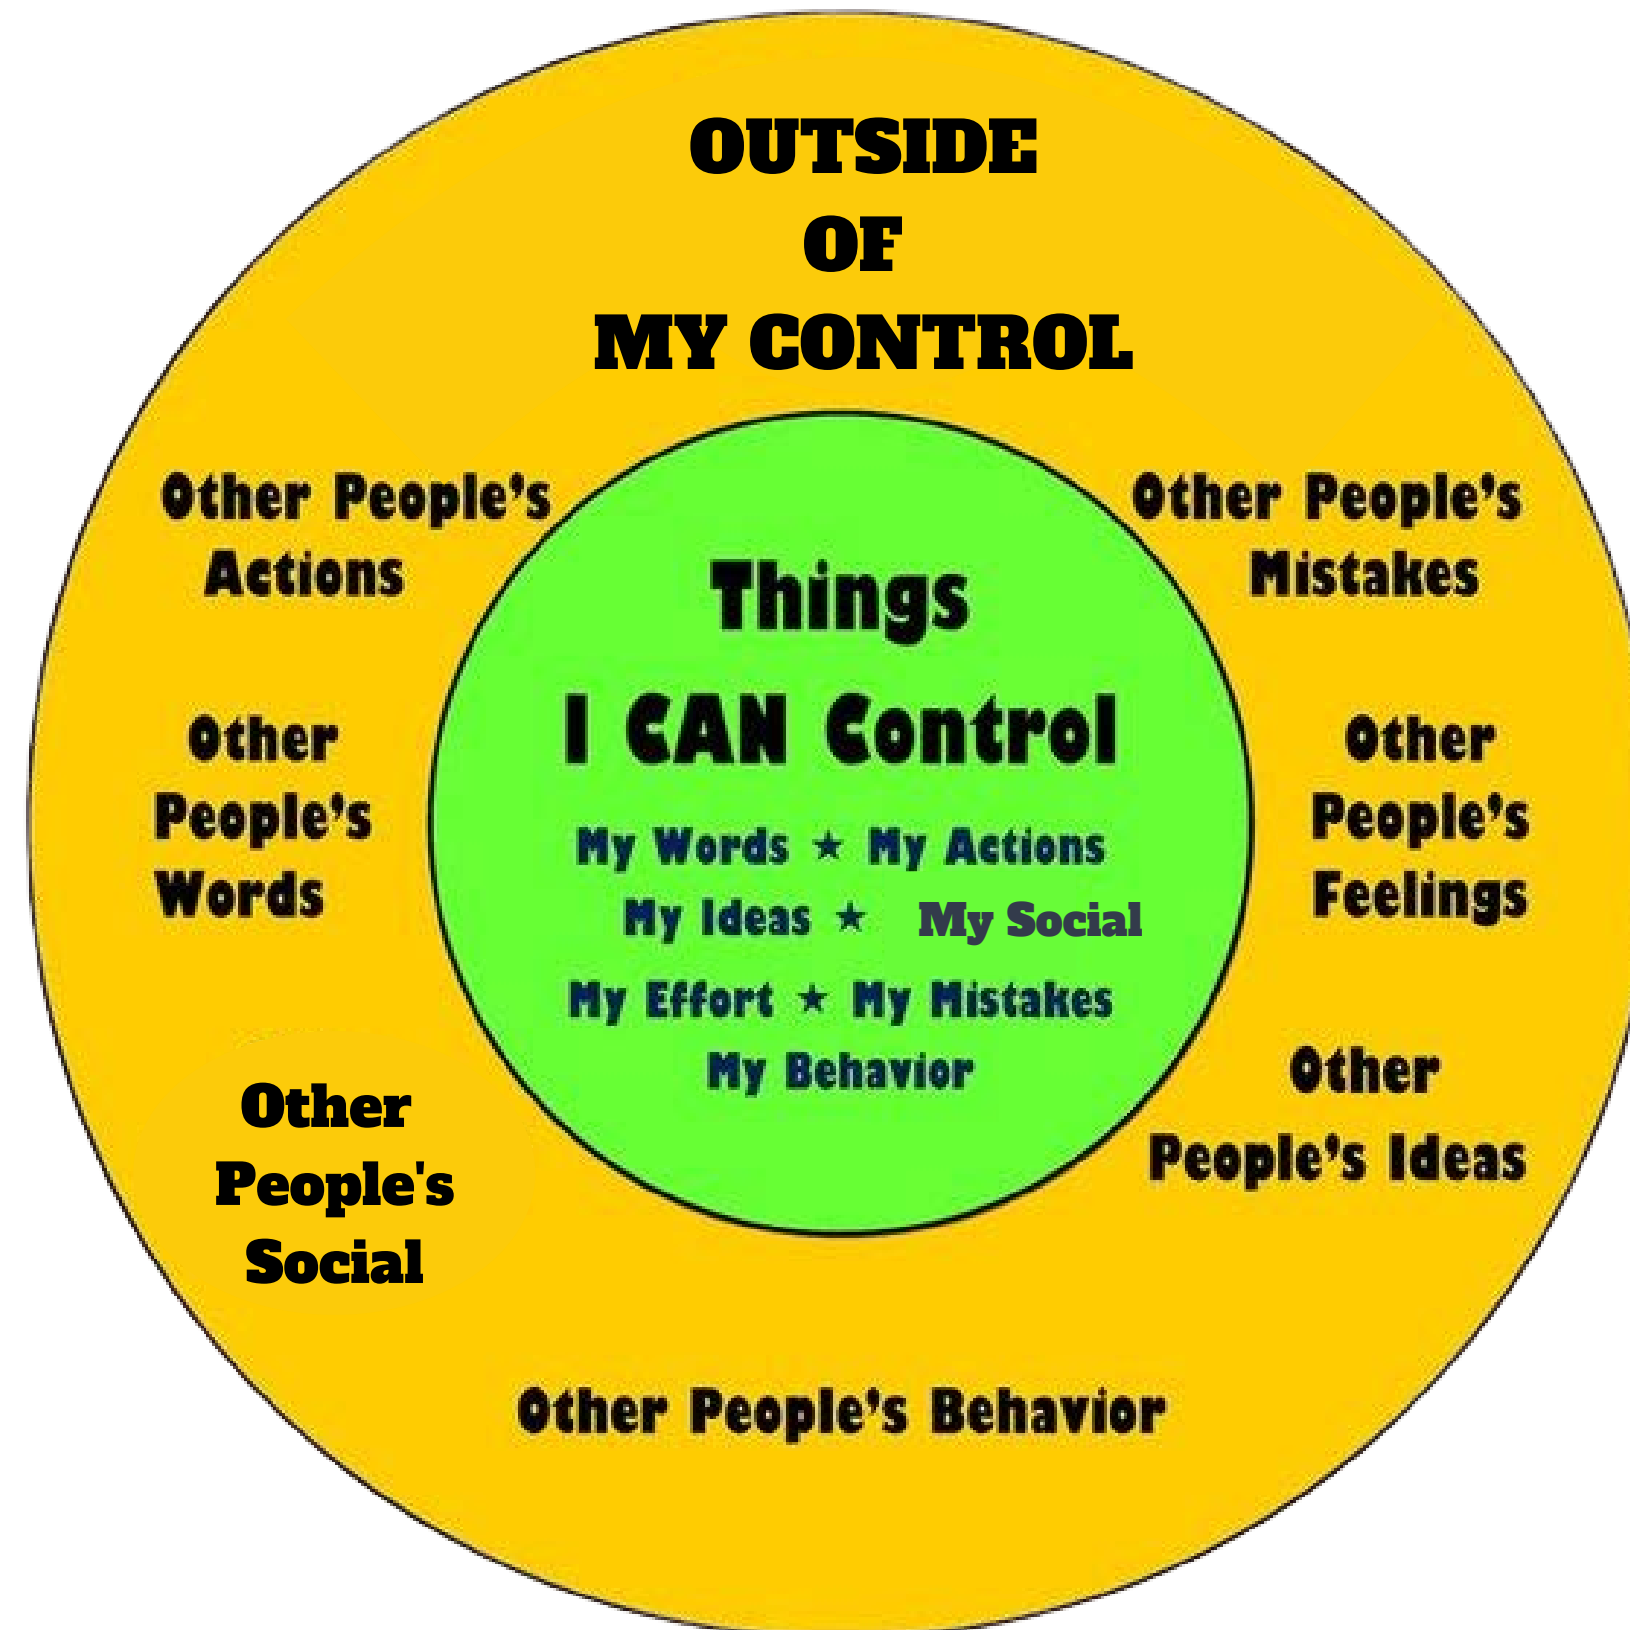 OUTSIDE
OF
MY CONTROL
Other People's
Actions
Other People's
Mistakes
Things
I CAN Control
Other
People's
Words
Other
People's
Feelings
My Words ★ My Actions
My Ideas ★ My Social
My Effort ★ My Mistakes
My Behavior
Other
People's
Social
Other
People's Ideas
Other People's Behavior